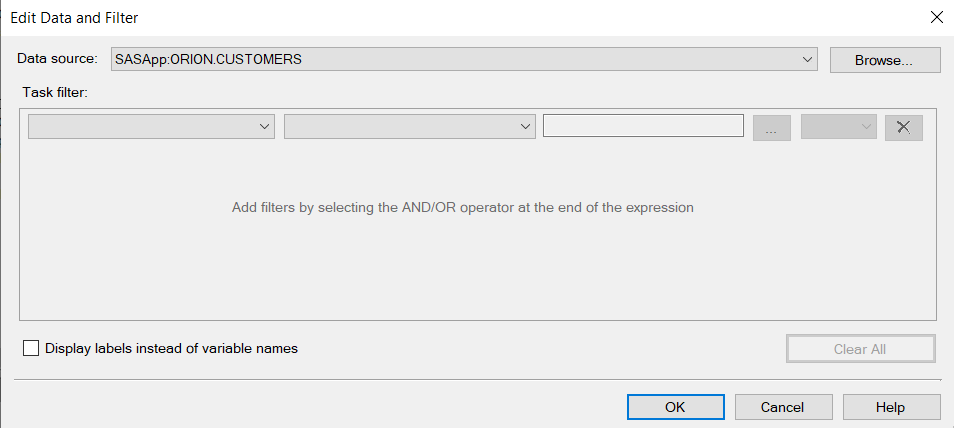 Edit Data and Filter
Data source: SASApp:ORION.CUSTOMERS Browse...
Task filter:
...
Add filters by selecting the AND/OR operator at the end of the expression
Display labels instead of variable names Clear All
OK Cancel Help